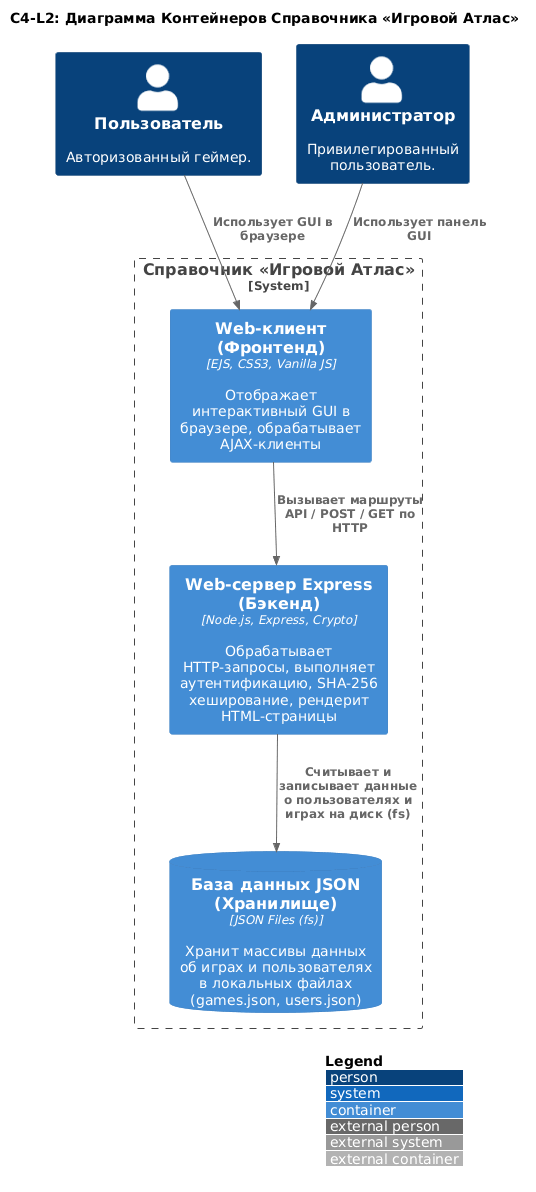 C4-L2: Диаграмма Контейнеров Справочника «Игровой Атлас»
Пользователь
Авторизованный геймер.
Администратор
Привилегированный
пользователь.
Использует GUI в
браузере
Использует панель
GUI
Справочник «Игровой Атлас»
[System]
Web-клиент
(Фронтенд)
[EJS, CSS3, Vanilla JS]
Отображает
интерактивный GUI в
браузере, обрабатывает
AJAX-клиенты
Вызывает маршруты
API / POST / GET по
HTTP
Web-сервер Express
(Бэкенд)
[Node.js, Express, Crypto]
Обрабатывает
HTTP-запросы, выполняет
аутентификацию, SHA-256
хеширование, рендерит
HTML-страницы
Считывает и
записывает данные
о пользователях и
играх на диск (fs)
База данных JSON
(Хранилище)
[JSON Files (fs)]
Хранит массивы данных
об играх и пользователях
в локальных файлах
(games.json, users.json)
Legend
person
system
container
external person
external system
external container